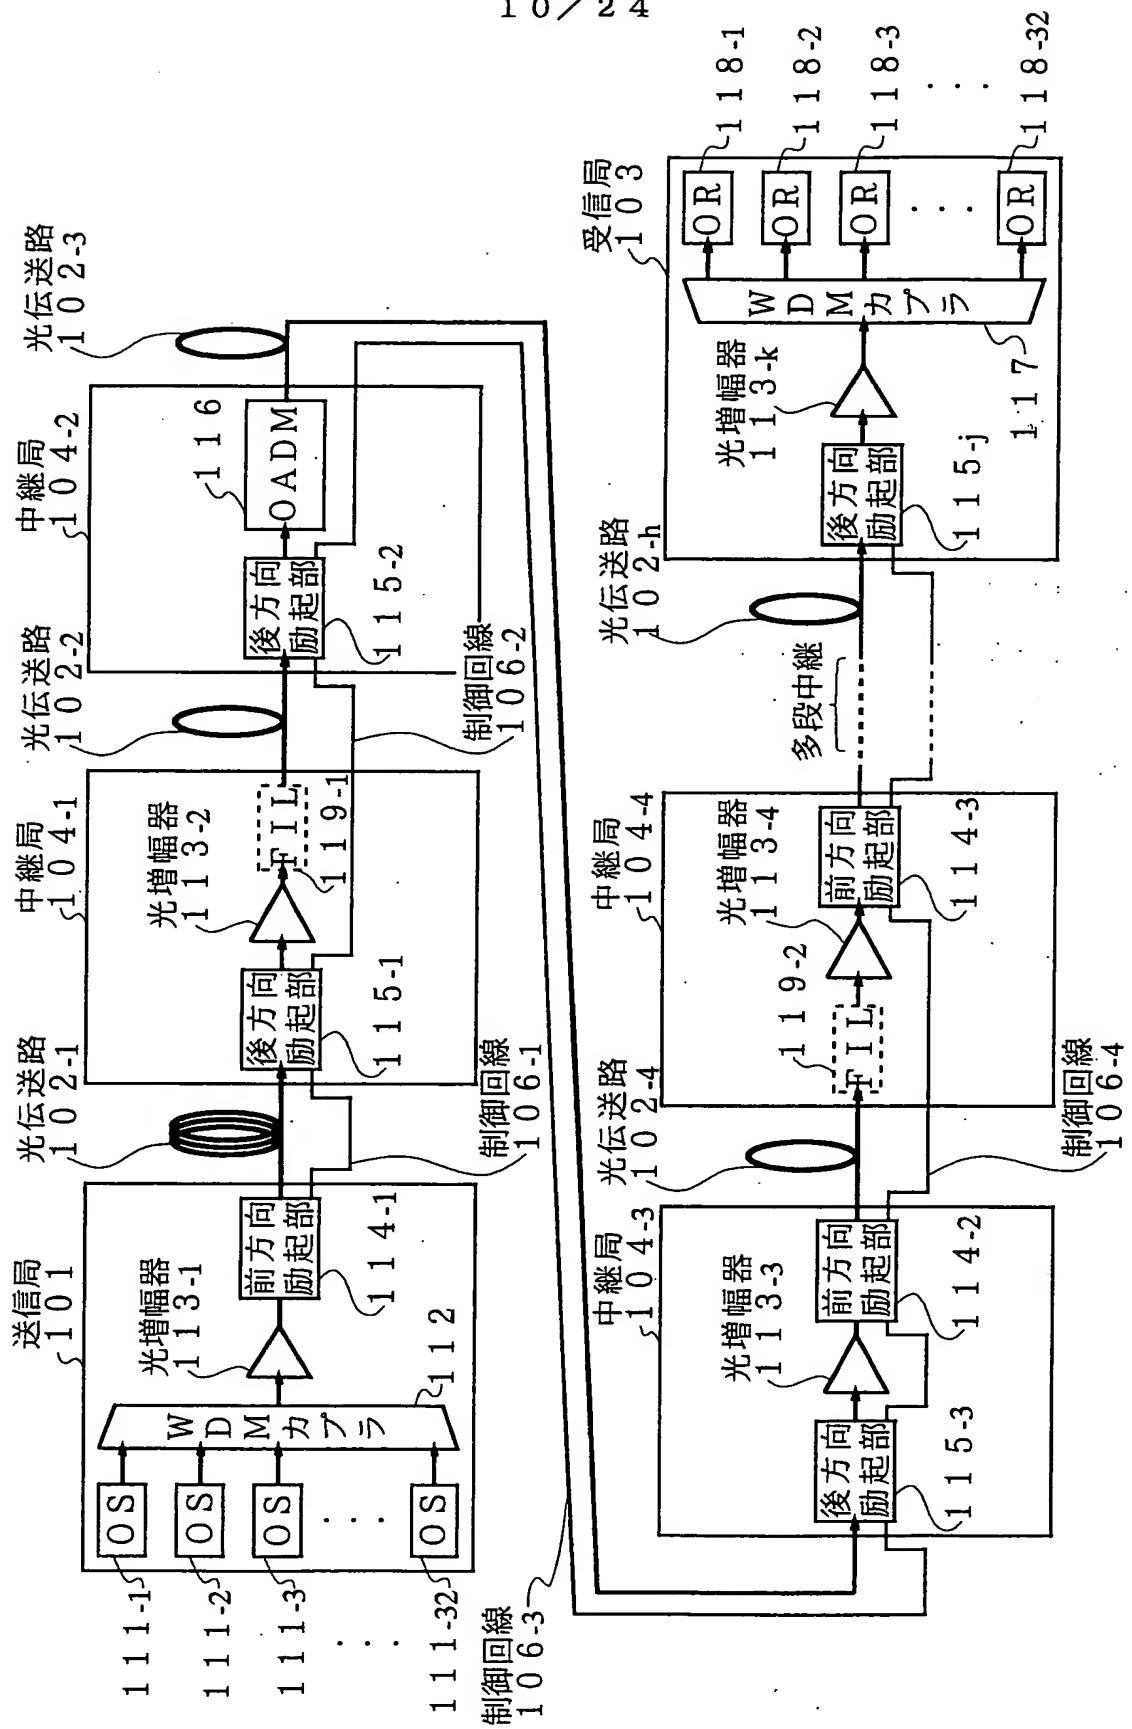 10/24
送信局
101
光増幅器
113-1
OS
OS
OS
・・・
OS
111-1
111-2
111-3
・・・
111-32
WDMカプラ
112
前方向
励起部
114-1
光伝送路
102-1
制御回線
106-1
中継局
104-1
後方向
励起部
115-1
光増幅器
113-2
FIL
119-1
光伝送路
102-2
制御回線
106-2
中継局
104-2
後方向
励起部
115-2
OADM
116
光伝送路
102-3
制御回線
106-3
中継局
104-3
後方向
励起部
115-3
光増幅器
113-3
前方向
励起部
114-2
光伝送路
102-4
制御回線
106-4
中継局
104-4
FIL
119-2
光増幅器
113-4
前方向
励起部
114-3
多段中継
光伝送路
102-h
受信局
103
後方向
励起部
115-j
光増幅器
113-k
WDMカプラ
117
OR
OR
OR
・・・
OR
118-1
118-2
118-3
・・・
118-32